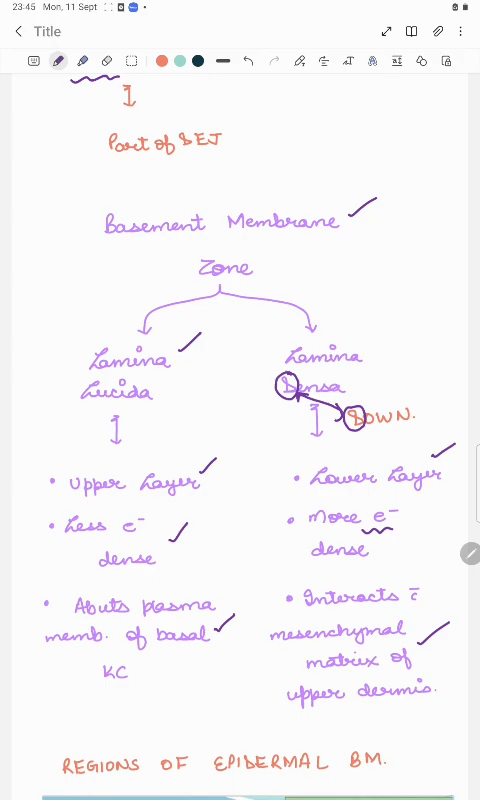 23:45 Mon, 11 Sept
Title
Part of DEJ
Basement Membrane
Zone
Lamina
Lucida
Lamina
Densa
DOWN.
• Upper Layer
• Less e⁻
dense
• Abuts plasma
memb. of basal
KC
• Lower Layer
• More e⁻
dense
• Interacts c̄
mesenchymal
matrix of
upper dermis.
REGIONS OF EPIDERMAL BM.